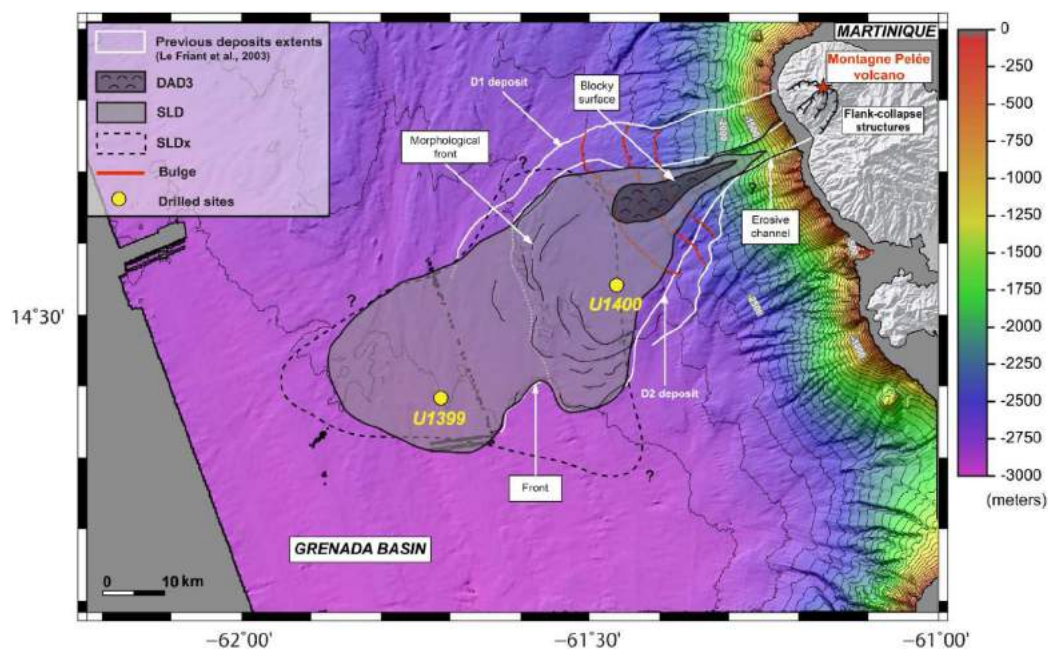 Previous deposits extents
(Le Friant et al., 2003)
DAD3
SLD
SLDx
Bulge
Drilled sites
MARTINIQUE
Montagne Pelée
volcano
Flank-collapse
structures
D1 deposit
Blocky
surface
Morphological
front
?
?
Erosive
channel
U1400
?
14°30'
U1399
D2 deposit
?
Front
GRENADA BASIN
0 10 km
−62°00'
−61°30'
−61°00'
0
-250
-500
-750
-1000
-1250
-1500
-1750
-2000
-2250
-2500
-2750
-3000
(meters)